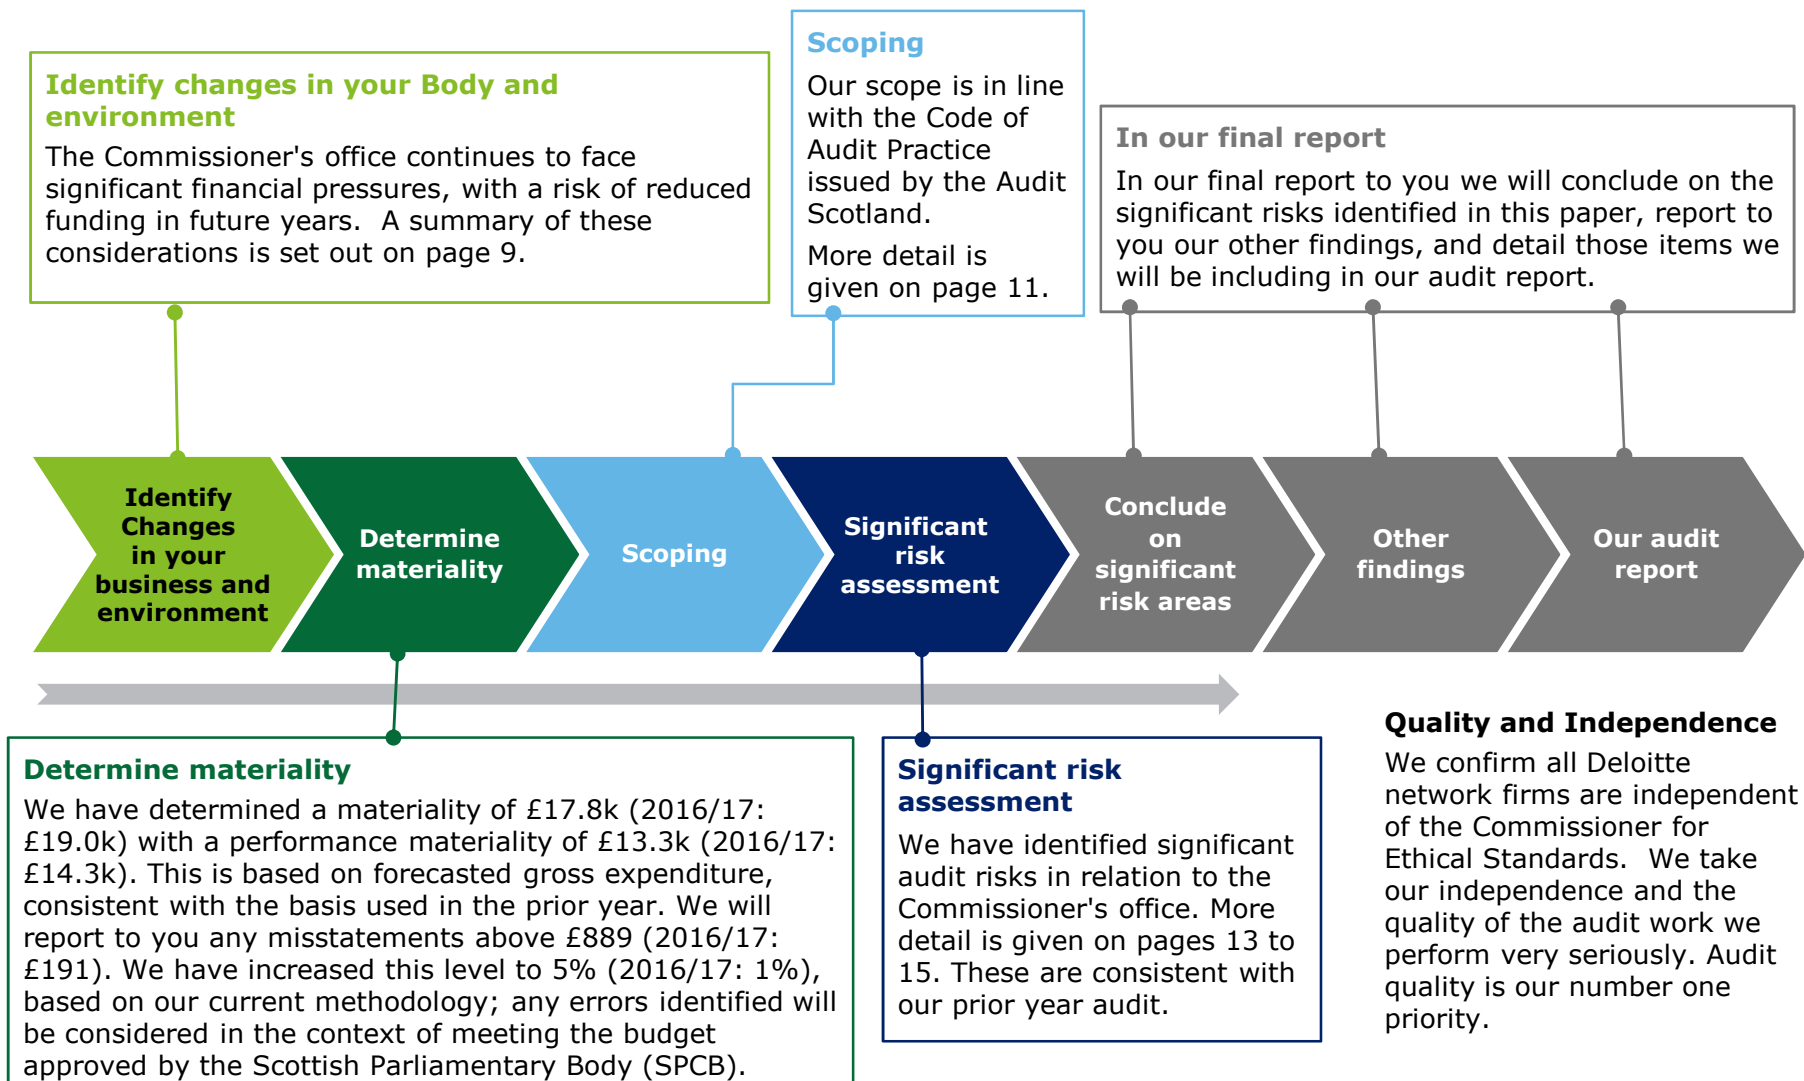 Identify changes in your Body and
environment
The Commissioner's office continues to face
significant financial pressures, with a risk of reduced
funding in future years.  A summary of these
considerations is set out on page 9.
Scoping
Our scope is in line
with the Code of
Audit Practice
issued by the Audit
Scotland.
More detail is
given on page 11.
In our final report
In our final report to you we will conclude on the
significant risks identified in this paper, report to
you our other findings, and detail those items we
will be including in our audit report.
Identify
Changes
in your
business and
environment
Determine
materiality
Scoping
Significant
risk
assessment
Conclude
on
significant
risk areas
Other
findings
Our audit
report
Determine materiality
We have determined a materiality of £17.8k (2016/17:
£19.0k) with a performance materiality of £13.3k (2016/17:
£14.3k). This is based on forecasted gross expenditure,
consistent with the basis used in the prior year. We will
report to you any misstatements above £889 (2016/17:
£191). We have increased this level to 5% (2016/17: 1%),
based on our current methodology; any errors identified will
be considered in the context of meeting the budget
approved by the Scottish Parliamentary Body (SPCB).
Significant risk
assessment
We have identified significant
audit risks in relation to the
Commissioner's office. More
detail is given on pages 13 to
15. These are consistent with
our prior year audit.
Quality and Independence
We confirm all Deloitte
network firms are independent
of the Commissioner for
Ethical Standards.  We take
our independence and the
quality of the audit work we
perform very seriously. Audit
quality is our number one
priority.